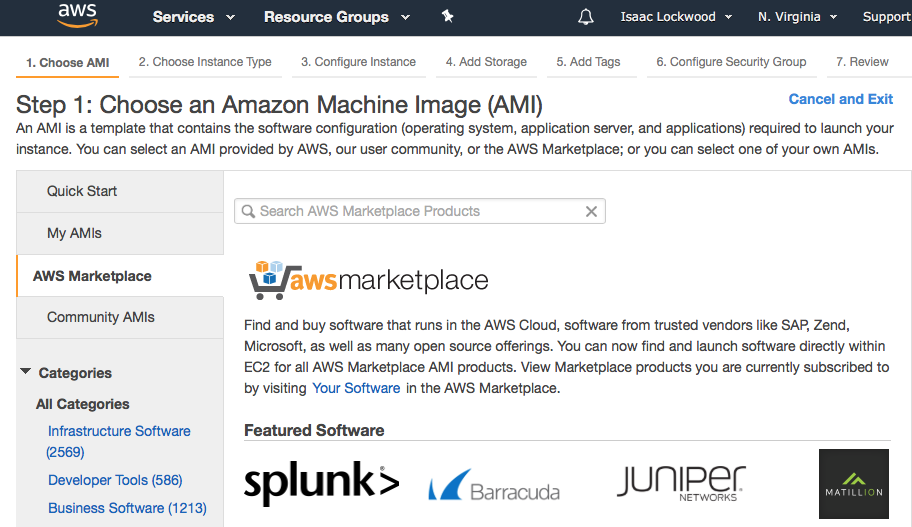 aws Services Resource Groups Isaac Lockwood N. Virginia Support
1. Choose AMI 2. Choose Instance Type 3. Configure Instance 4. Add Storage 5. Add Tags 6. Configure Security Group 7. Review
Step 1: Choose an Amazon Machine Image (AMI) Cancel and Exit
An AMI is a template that contains the software configuration (operating system, application server, and applications) required to launch your
instance. You can select an AMI provided by AWS, our user community, or the AWS Marketplace; or you can select one of your own AMIs.
Quick Start
My AMIs
AWS Marketplace
Community AMIs
Categories
All Categories
Infrastructure Software
(2569)
Developer Tools (586)
Business Software (1213)
Search AWS Marketplace Products
awsmarketplace
Find and buy software that runs in the AWS Cloud, software from trusted vendors like SAP, Zend,
Microsoft, as well as many open source offerings. You can now find and launch software directly within
EC2 for all AWS Marketplace AMI products. View Marketplace products you are currently subscribed to
by visiting Your Software in the AWS Marketplace.
Featured Software
splunk> Barracuda JUNIPER NETWORKS MATILLION